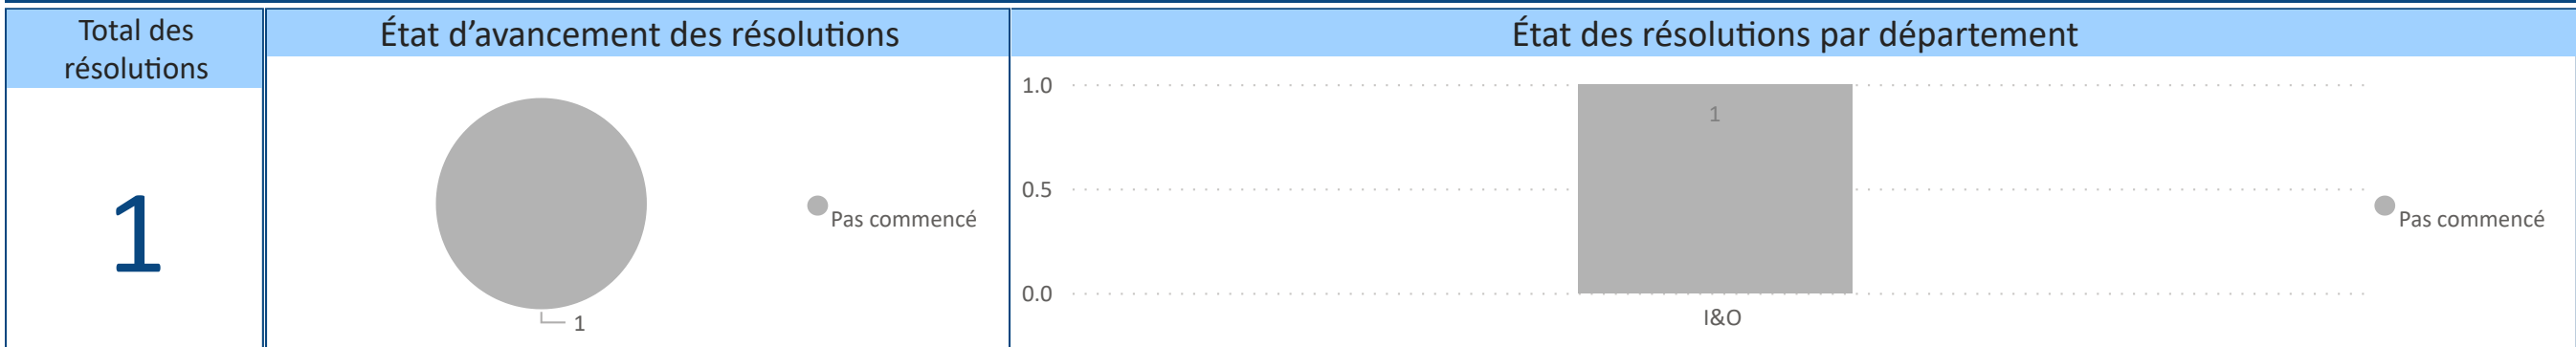 Total des
résolutions
1
État d'avancement des résolutions
1
Pas commencé
État des résolutions par département
1.0
0.5
0.0
1
I&O
Pas commencé